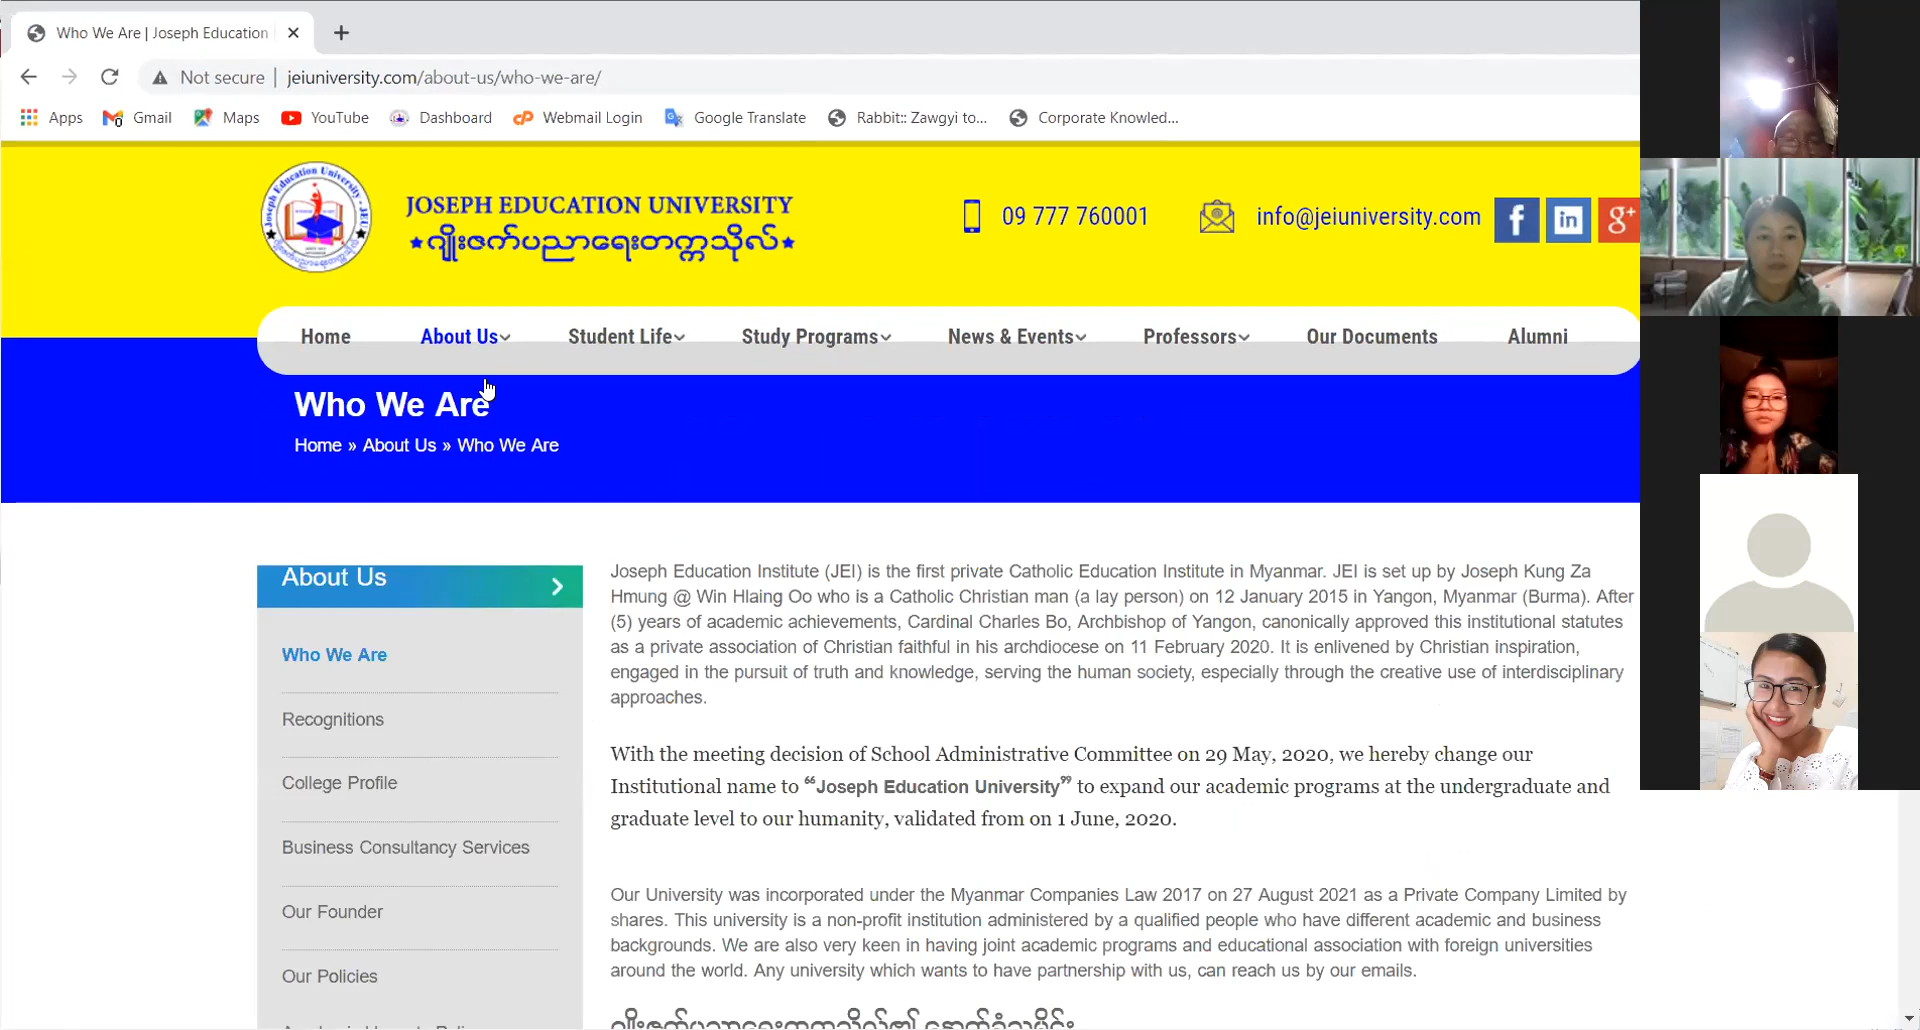 Who We Are | Joseph Education
Not secure | jeiuniversity.com/about-us/who-we-are/
Apps Gmail Maps YouTube Dashboard Webmail Login Google Translate Rabbit:: Zawgyi to... Corporate Knowled...
Joseph Education University - JEI
JOSEPH EDUCATION UNIVERSITY
ဂျိုးဇက်ပညာရေးတက္ကသိုလ်
09 777 760001
info@jeiuniversity.com
Home About Us Student Life Study Programs News & Events Professors Our Documents Alumni
Who We Are
Home » About Us » Who We Are
About Us
Who We Are
Recognitions
College Profile
Business Consultancy Services
Our Founder
Our Policies
Joseph Education Institute (JEI) is the first private Catholic Education Institute in Myanmar. JEI is set up by Joseph Kung Za
Hmung @ Win Hlaing Oo who is a Catholic Christian man (a lay person) on 12 January 2015 in Yangon, Myanmar (Burma). After
(5) years of academic achievements, Cardinal Charles Bo, Archbishop of Yangon, canonically approved this institutional statutes
as a private association of Christian faithful in his archdiocese on 11 February 2020. It is enlivened by Christian inspiration,
engaged in the pursuit of truth and knowledge, serving the human society, especially through the creative use of interdisciplinary
approaches.
With the meeting decision of School Administrative Committee on 29 May, 2020, we hereby change our
Institutional name to “Joseph Education University” to expand our academic programs at the undergraduate and
graduate level to our humanity, validated from on 1 June, 2020.
Our University was incorporated under the Myanmar Companies Law 2017 on 27 August 2021 as a Private Company Limited by
shares. This university is a non-profit institution administered by a qualified people who have different academic and business
backgrounds. We are also very keen in having joint academic programs and educational association with foreign universities
around the world. Any university which wants to have partnership with us, can reach us by our emails.